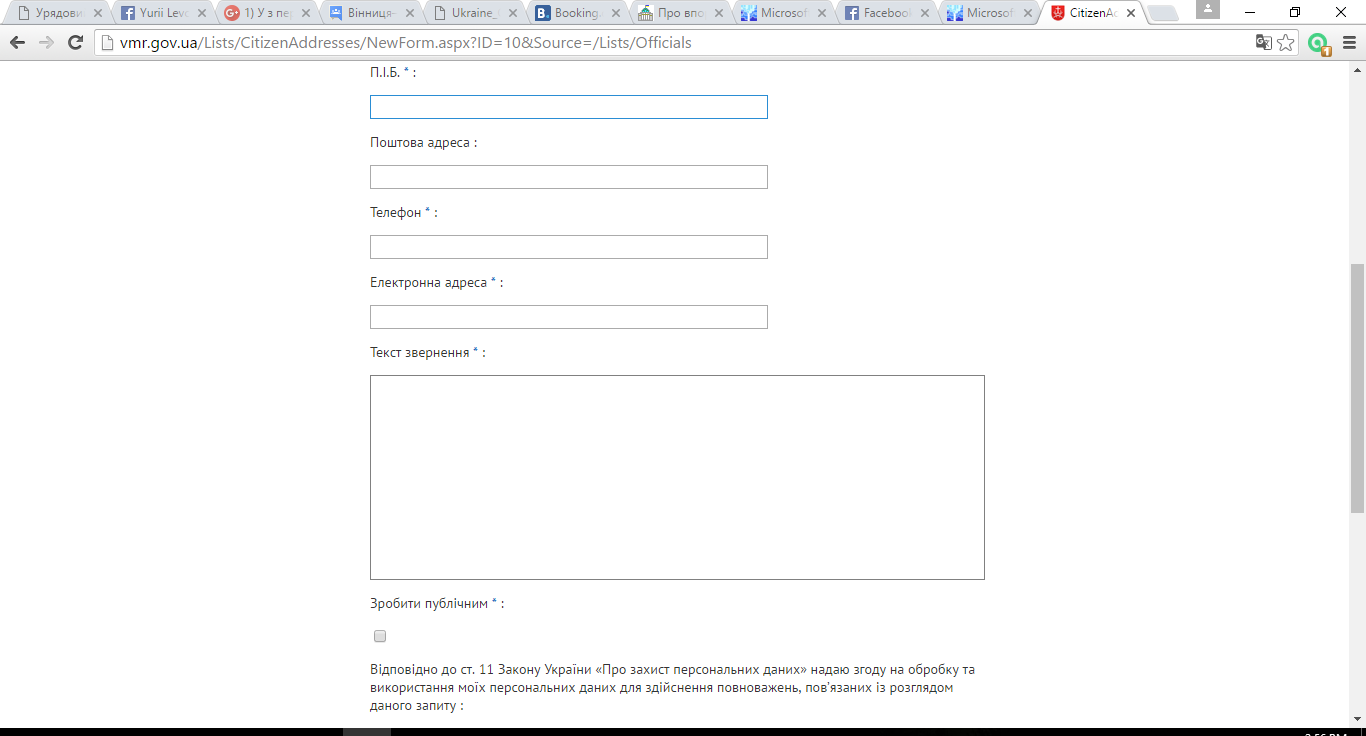 Урядови Yurii Levc 1) У з пер Вінниця- Ukraine_ Booking. Про впо Microsof Facebook Microsof CitizenAd
vmr.gov.ua/Lists/CitizenAddresses/NewForm.aspx?ID=10&Source=/Lists/Officials
П.І.Б. * :
Поштова адреса :
Телефон * :
Електронна адреса * :
Текст звернення * :
Зробити публічним * :
Відповідно до ст. 11 Закону України «Про захист персональних даних» надаю згоду на обробку та
використання моїх персональних даних для здійснення повноважень, пов'язаних із розглядом
даного запиту :